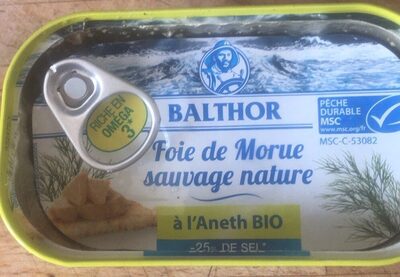 BALTHOR
PÊCHE
DURABLE
MSC
www.msc.org/fr
MSC-C-53082
RICHE EN
OMÉGA
3
Foie de Morue
sauvage nature
à l'Aneth BIO
-25% DE SEL*